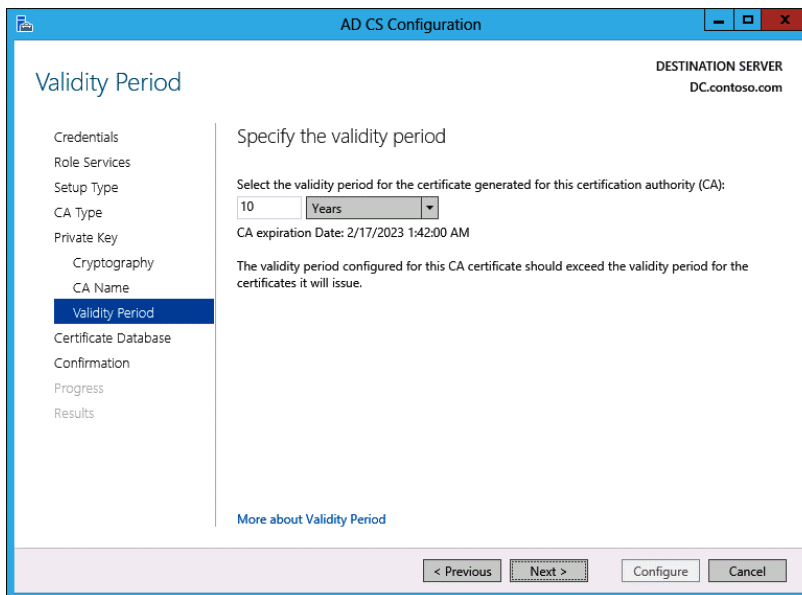 AD CS Configuration
x
Validity Period
DESTINATION SERVER
DC.contoso.com
Credentials
Role Services
Setup Type
CA Type
Private Key
Cryptography
CA Name
Validity Period
Certificate Database
Confirmation
Progress
Results
Specify the validity period
Select the validity period for the certificate generated for this certification authority (CA):
10 Years
CA expiration Date: 2/17/2023 1:42:00 AM
The validity period configured for this CA certificate should exceed the validity period for the
certificates it will issue.
More about Validity Period
< Previous Next > Configure Cancel